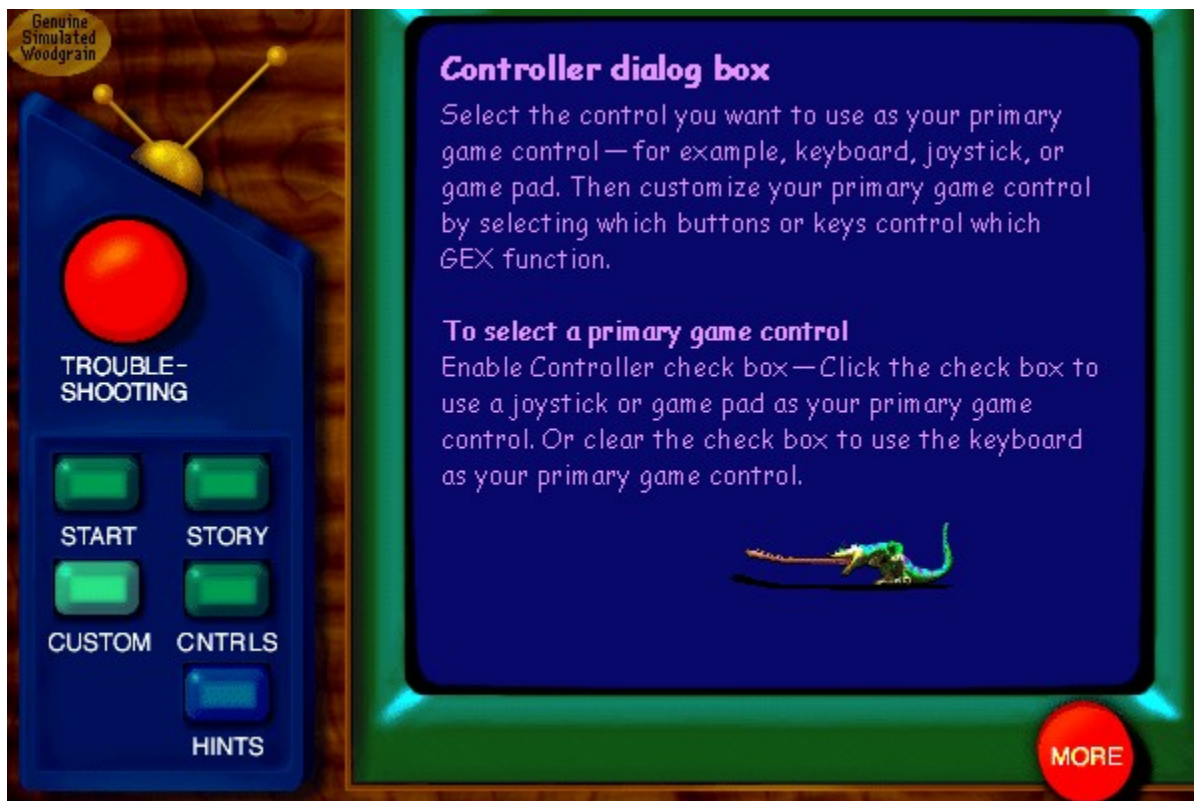 Genuine
Simulated
Woodgrain
TROUBLE-
SHOOTING
START STORY
CUSTOM CNTRLS
HINTS
Controller dialog box
Select the control you want to use as your primary
game control—for example, keyboard, joystick, or
game pad. Then customize your primary game control
by selecting which buttons or keys control which
GEX function.
To select a primary game control
Enable Controller check box—Click the check box to
use a joystick or game pad as your primary game
control. Or clear the check box to use the keyboard
as your primary game control.
MORE